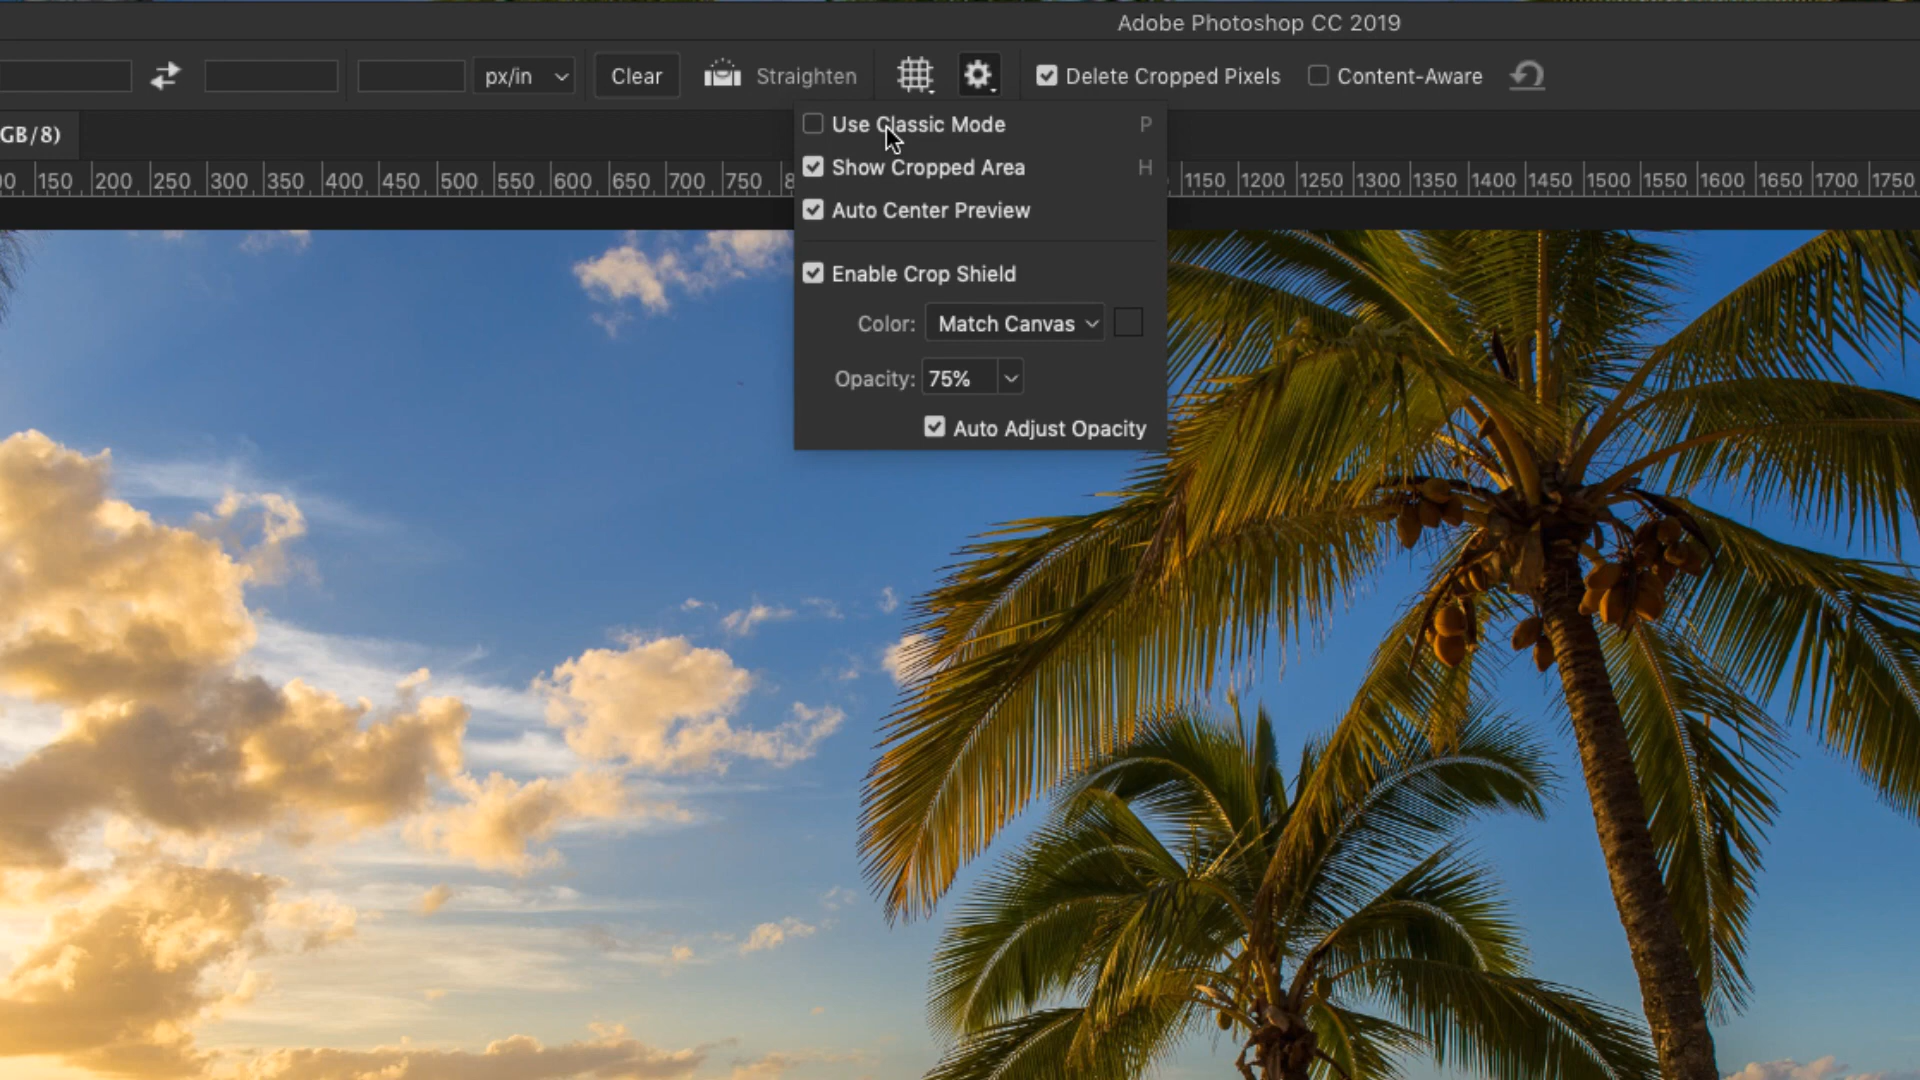 Adobe Photoshop CC 2019
px/in Clear Straighten Delete Cropped Pixels Content-Aware
GB/8)
Use Classic Mode P
150 200 250 300 350 400 450 500 550 600 650 700 750 1150 1200 1250 1300 1350 1400 1450 1500 1550 1600 1650 1700 1750
Show Cropped Area H
Auto Center Preview
Enable Crop Shield
Color: Match Canvas
Opacity: 75%
Auto Adjust Opacity